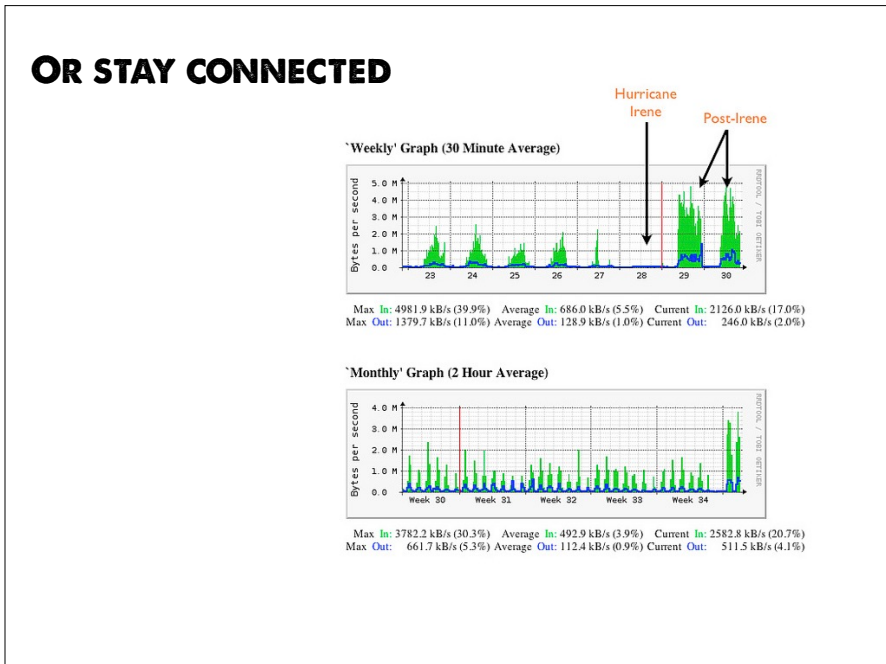 OR STAY CONNECTED
Hurricane
Irene
Post-Irene
`Weekly' Graph (30 Minute Average)
Bytes per second
5.0 M
4.0 M
3.0 M
2.0 M
1.0 M
0.0
23 24 25 26 27 28 29 30
RRDTOOL / TOBI OETIKER
Max In: 4981.9 kB/s (39.9%) Average In: 686.0 kB/s (5.5%) Current In: 2126.0 kB/s (17.0%)
Max Out: 1379.7 kB/s (11.0%) Average Out: 128.9 kB/s (1.0%) Current Out: 246.0 kB/s (2.0%)
`Monthly' Graph (2 Hour Average)
Bytes per second
4.0 M
3.0 M
2.0 M
1.0 M
0.0
Week 30 Week 31 Week 32 Week 33 Week 34
RRDTOOL / TOBI OETIKER
Max In: 3782.2 kB/s (30.3%) Average In: 492.9 kB/s (3.9%) Current In: 2582.8 kB/s (20.7%)
Max Out: 661.7 kB/s (5.3%) Average Out: 112.4 kB/s (0.9%) Current Out: 511.5 kB/s (4.1%)